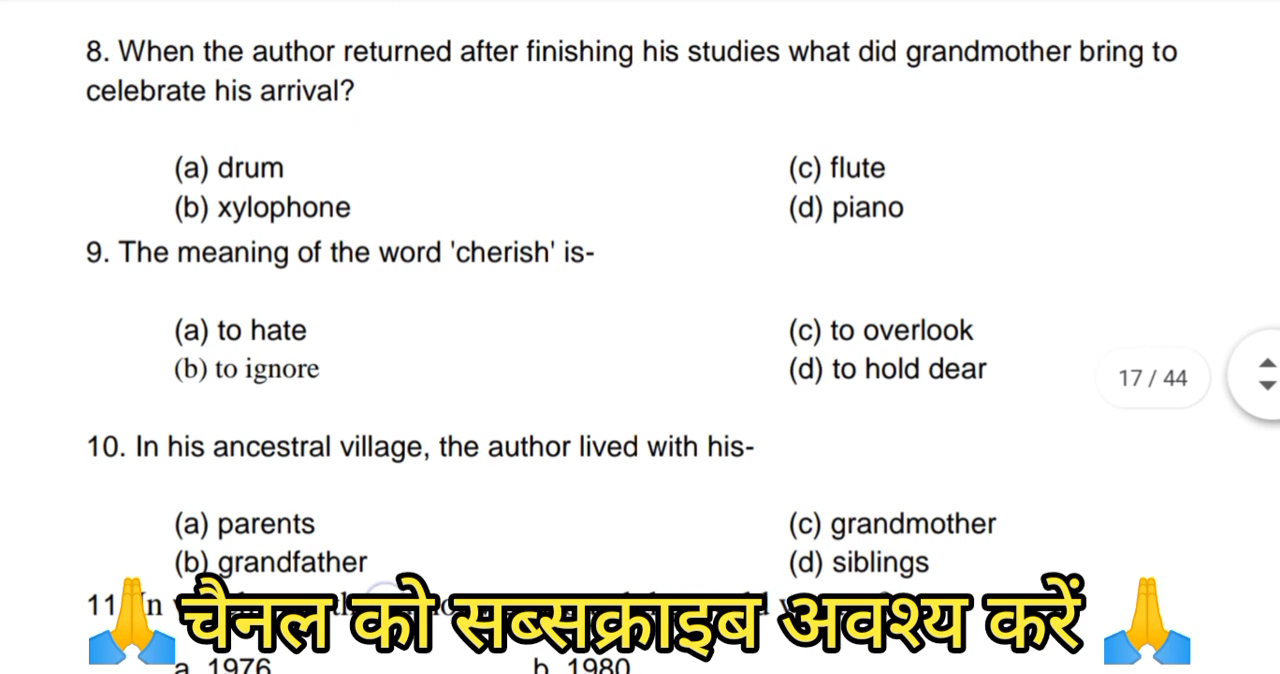 8. When the author returned after finishing his studies what did grandmother bring to
celebrate his arrival?
(a) drum (c) flute
(b) xylophone (d) piano
9. The meaning of the word 'cherish' is-
(a) to hate (c) to overlook
(b) to ignore (d) to hold dear
17 / 44
10. In his ancestral village, the author lived with his-
(a) parents (c) grandmother
(b) grandfather (d) siblings
11
चैनल को सब्सक्राइब अवश्य करें
a 1976 b 1980